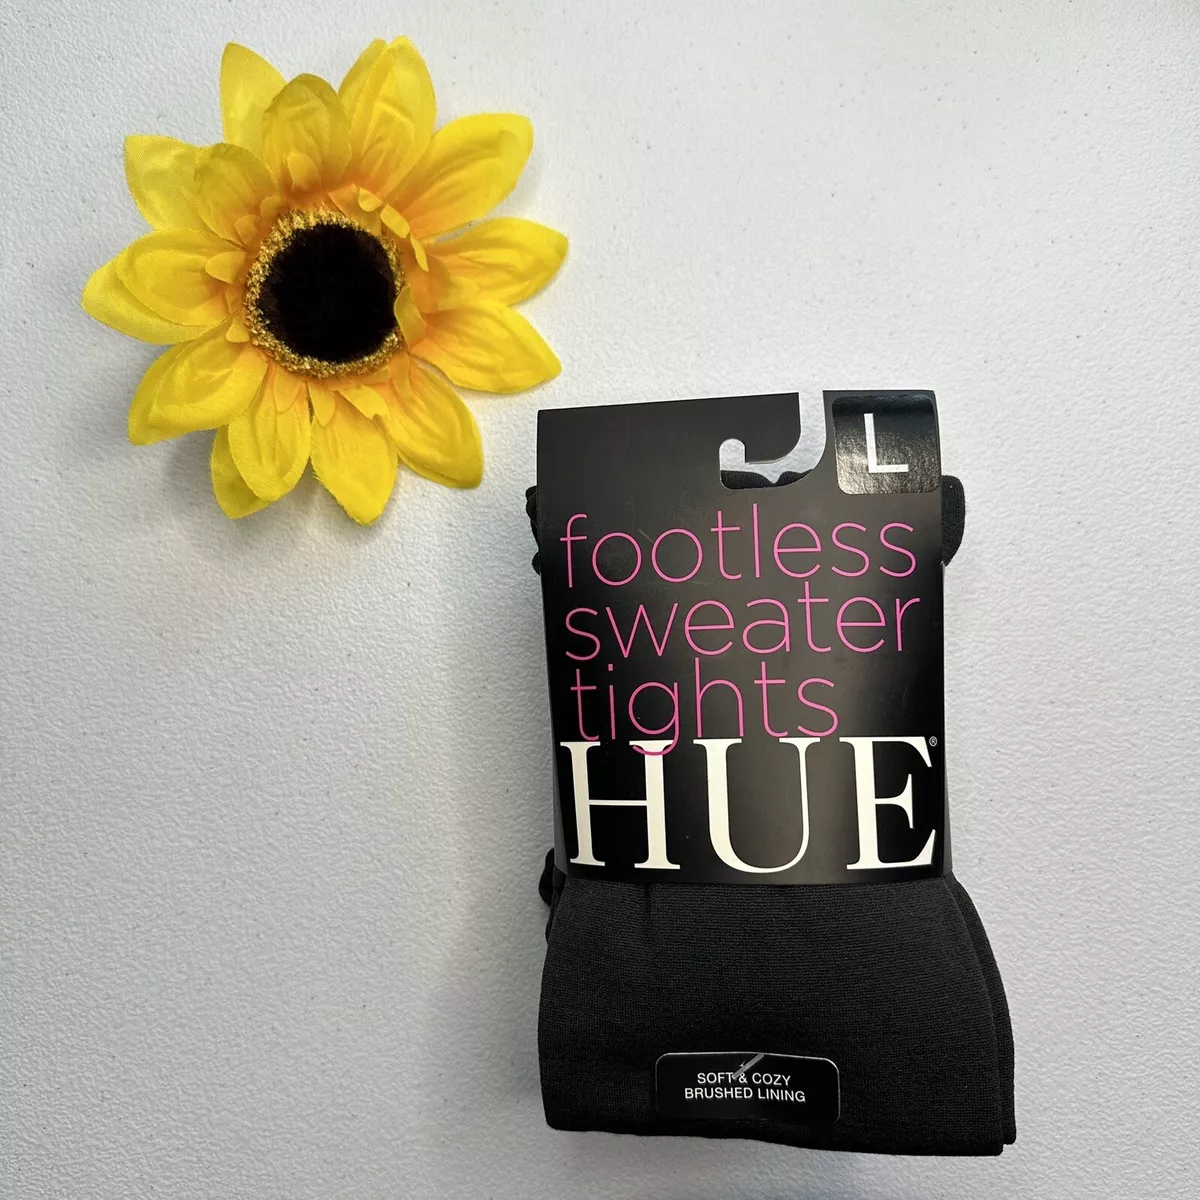 L
footless
sweater
tights
HUE®
SOFT & COZY
BRUSHED LINING